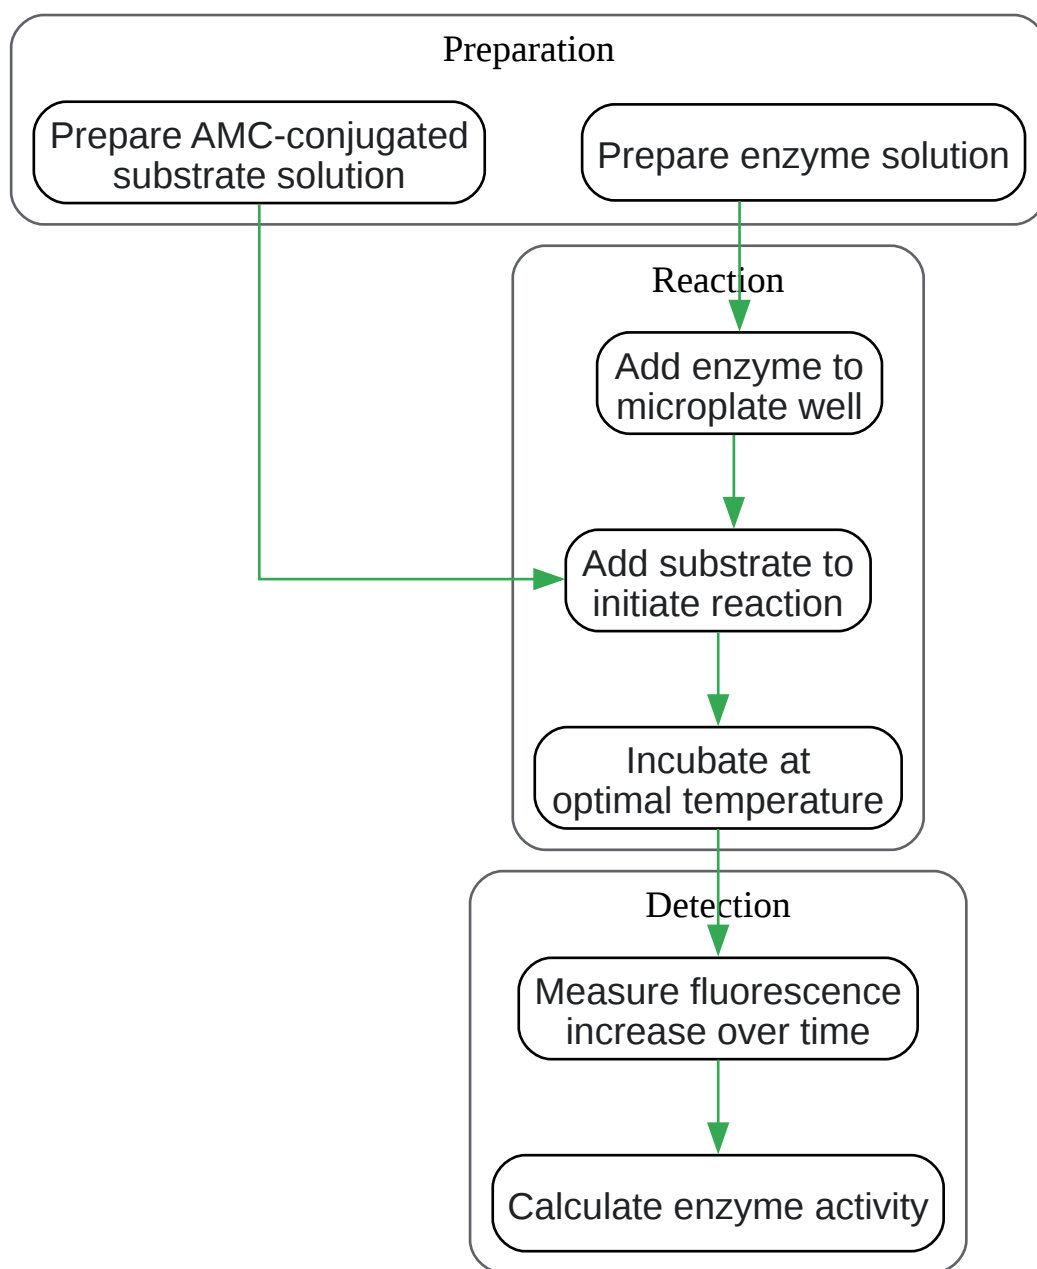 Preparation
Prepare AMC-conjugated
substrate solution
Prepare enzyme solution
Reaction
Add enzyme to
microplate well
Add substrate to
initiate reaction
Incubate at
optimal temperature
Detection
Measure fluorescence
increase over time
Calculate enzyme activity